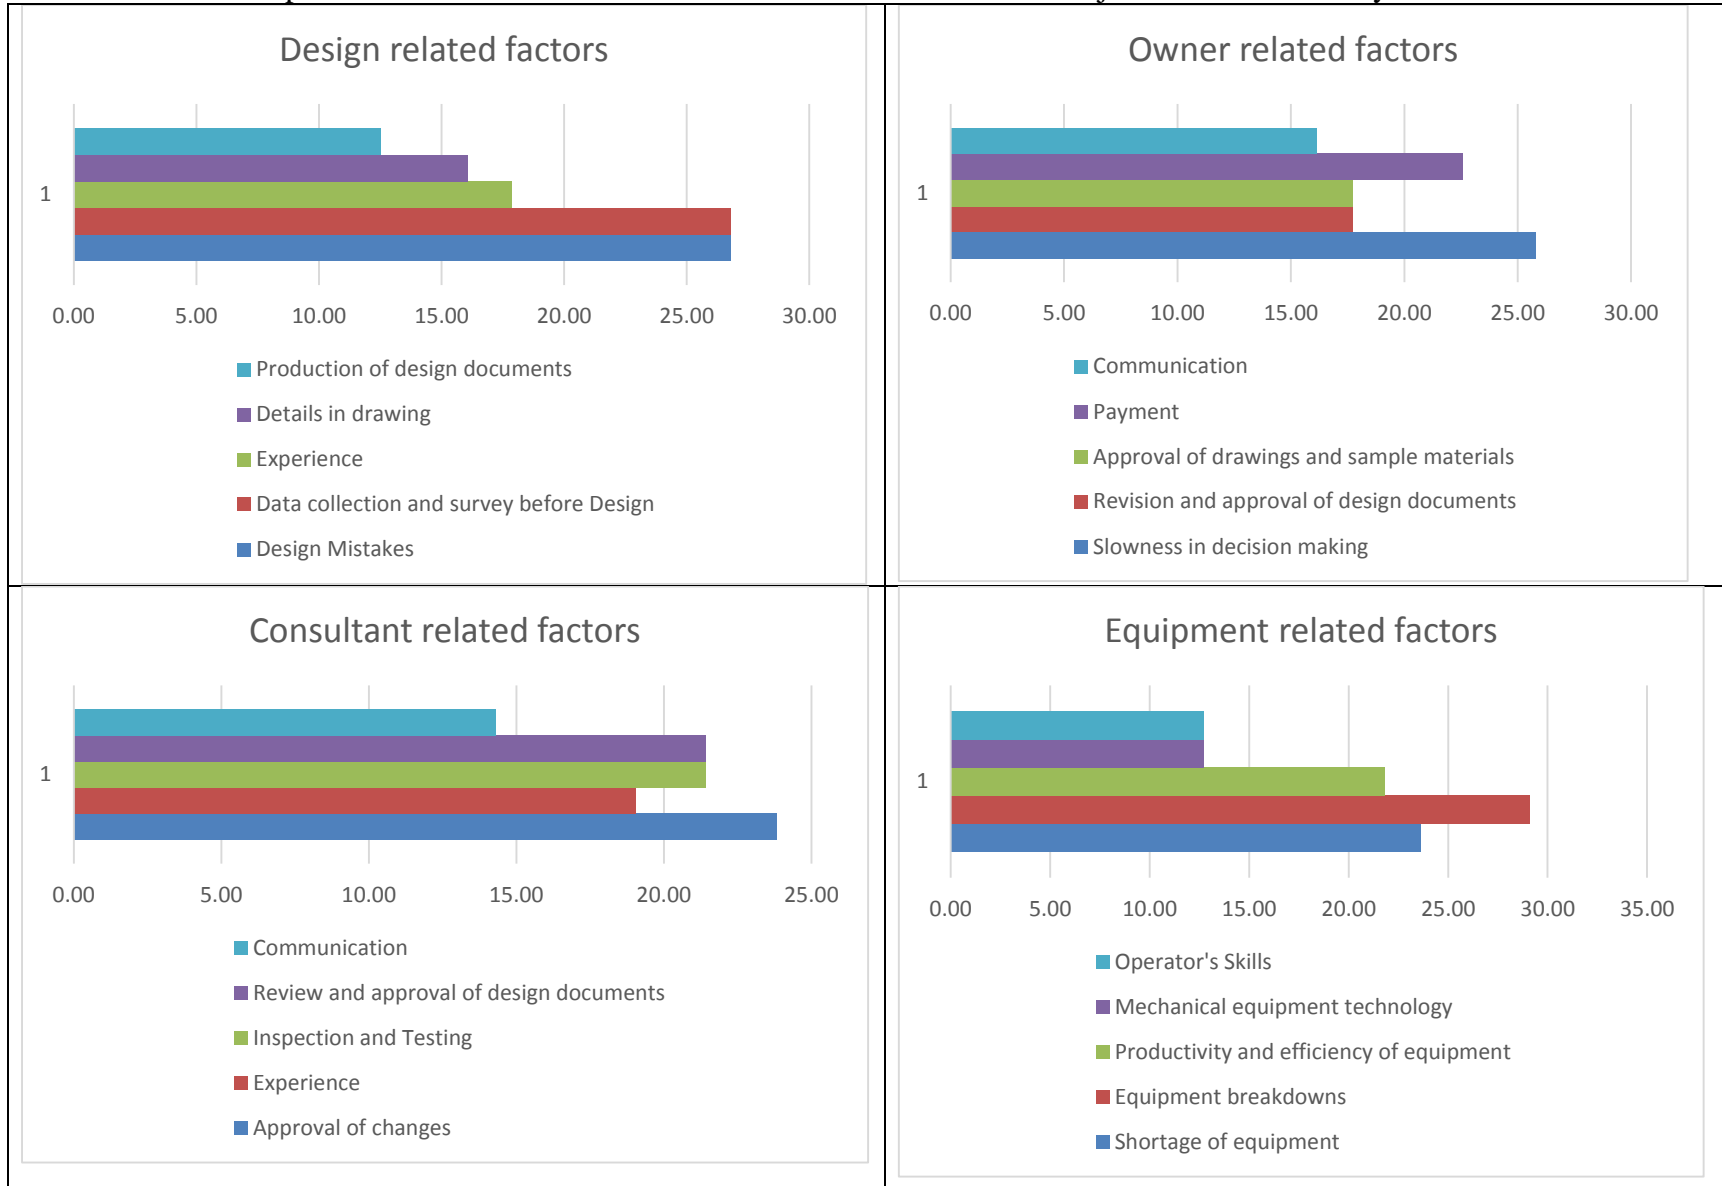 Design related factors
1
0.00 5.00 10.00 15.00 20.00 25.00 30.00
Production of design documents
Details in drawing
Experience
Data collection and survey before Design
Design Mistakes
Owner related factors
1
0.00 5.00 10.00 15.00 20.00 25.00 30.00
Communication
Payment
Approval of drawings and sample materials
Revision and approval of design documents
Slowness in decision making
Consultant related factors
1
0.00 5.00 10.00 15.00 20.00 25.00
Communication
Review and approval of design documents
Inspection and Testing
Experience
Approval of changes
Equipment related factors
1
0.00 5.00 10.00 15.00 20.00 25.00 30.00 35.00
Operator's Skills
Mechanical equipment technology
Productivity and efficiency of equipment
Equipment breakdowns
Shortage of equipment